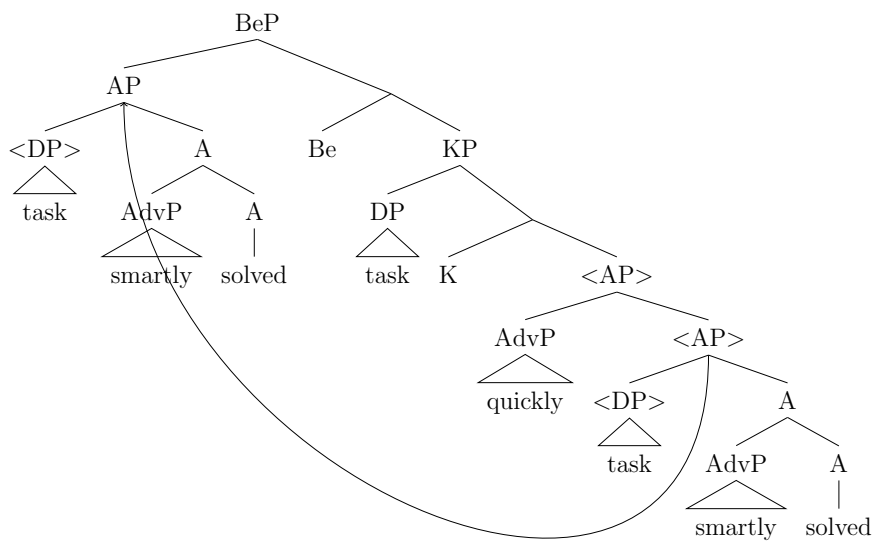 BeP
AP
<DP> A Be KP
task AdvP A DP
smartly solved task K <AP>
AdvP <AP>
quickly <DP> A
task AdvP A
smartly solved